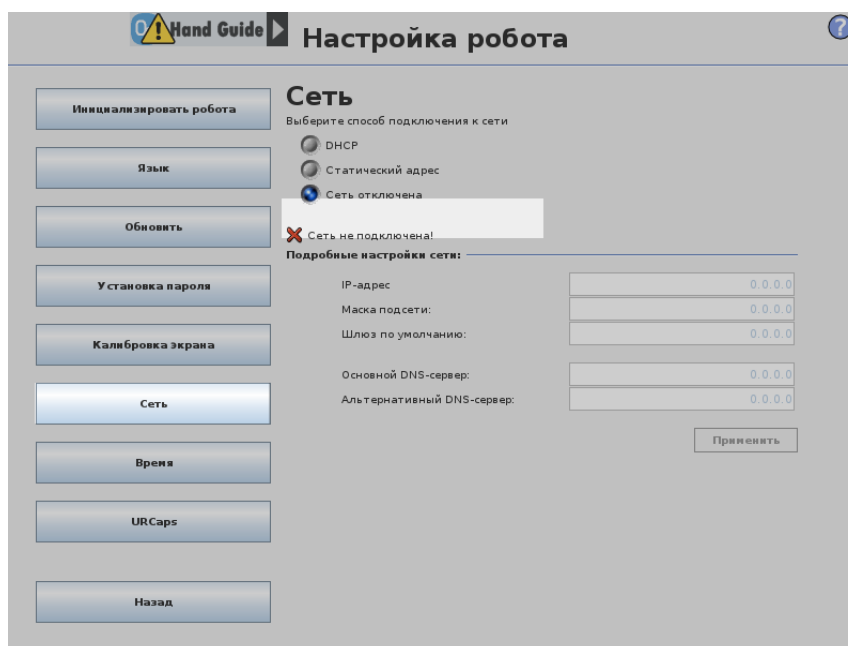 Hand Guide
Настройка робота
?
Инициализировать робота
Язык
Обновить
Установка пароля
Калибровка экрана
Сеть
Время
URCaps
Назад
Сеть
Выберите способ подключения к сети
DHCP
Статический адрес
Сеть отключена
Сеть не подключена!
Подробные настройки сети:
IP-адрес 0.0.0.0
Маска подсети: 0.0.0.0
Шлюз по умолчанию: 0.0.0.0
Основной DNS-сервер: 0.0.0.0
Альтернативный DNS-сервер: 0.0.0.0
Применить